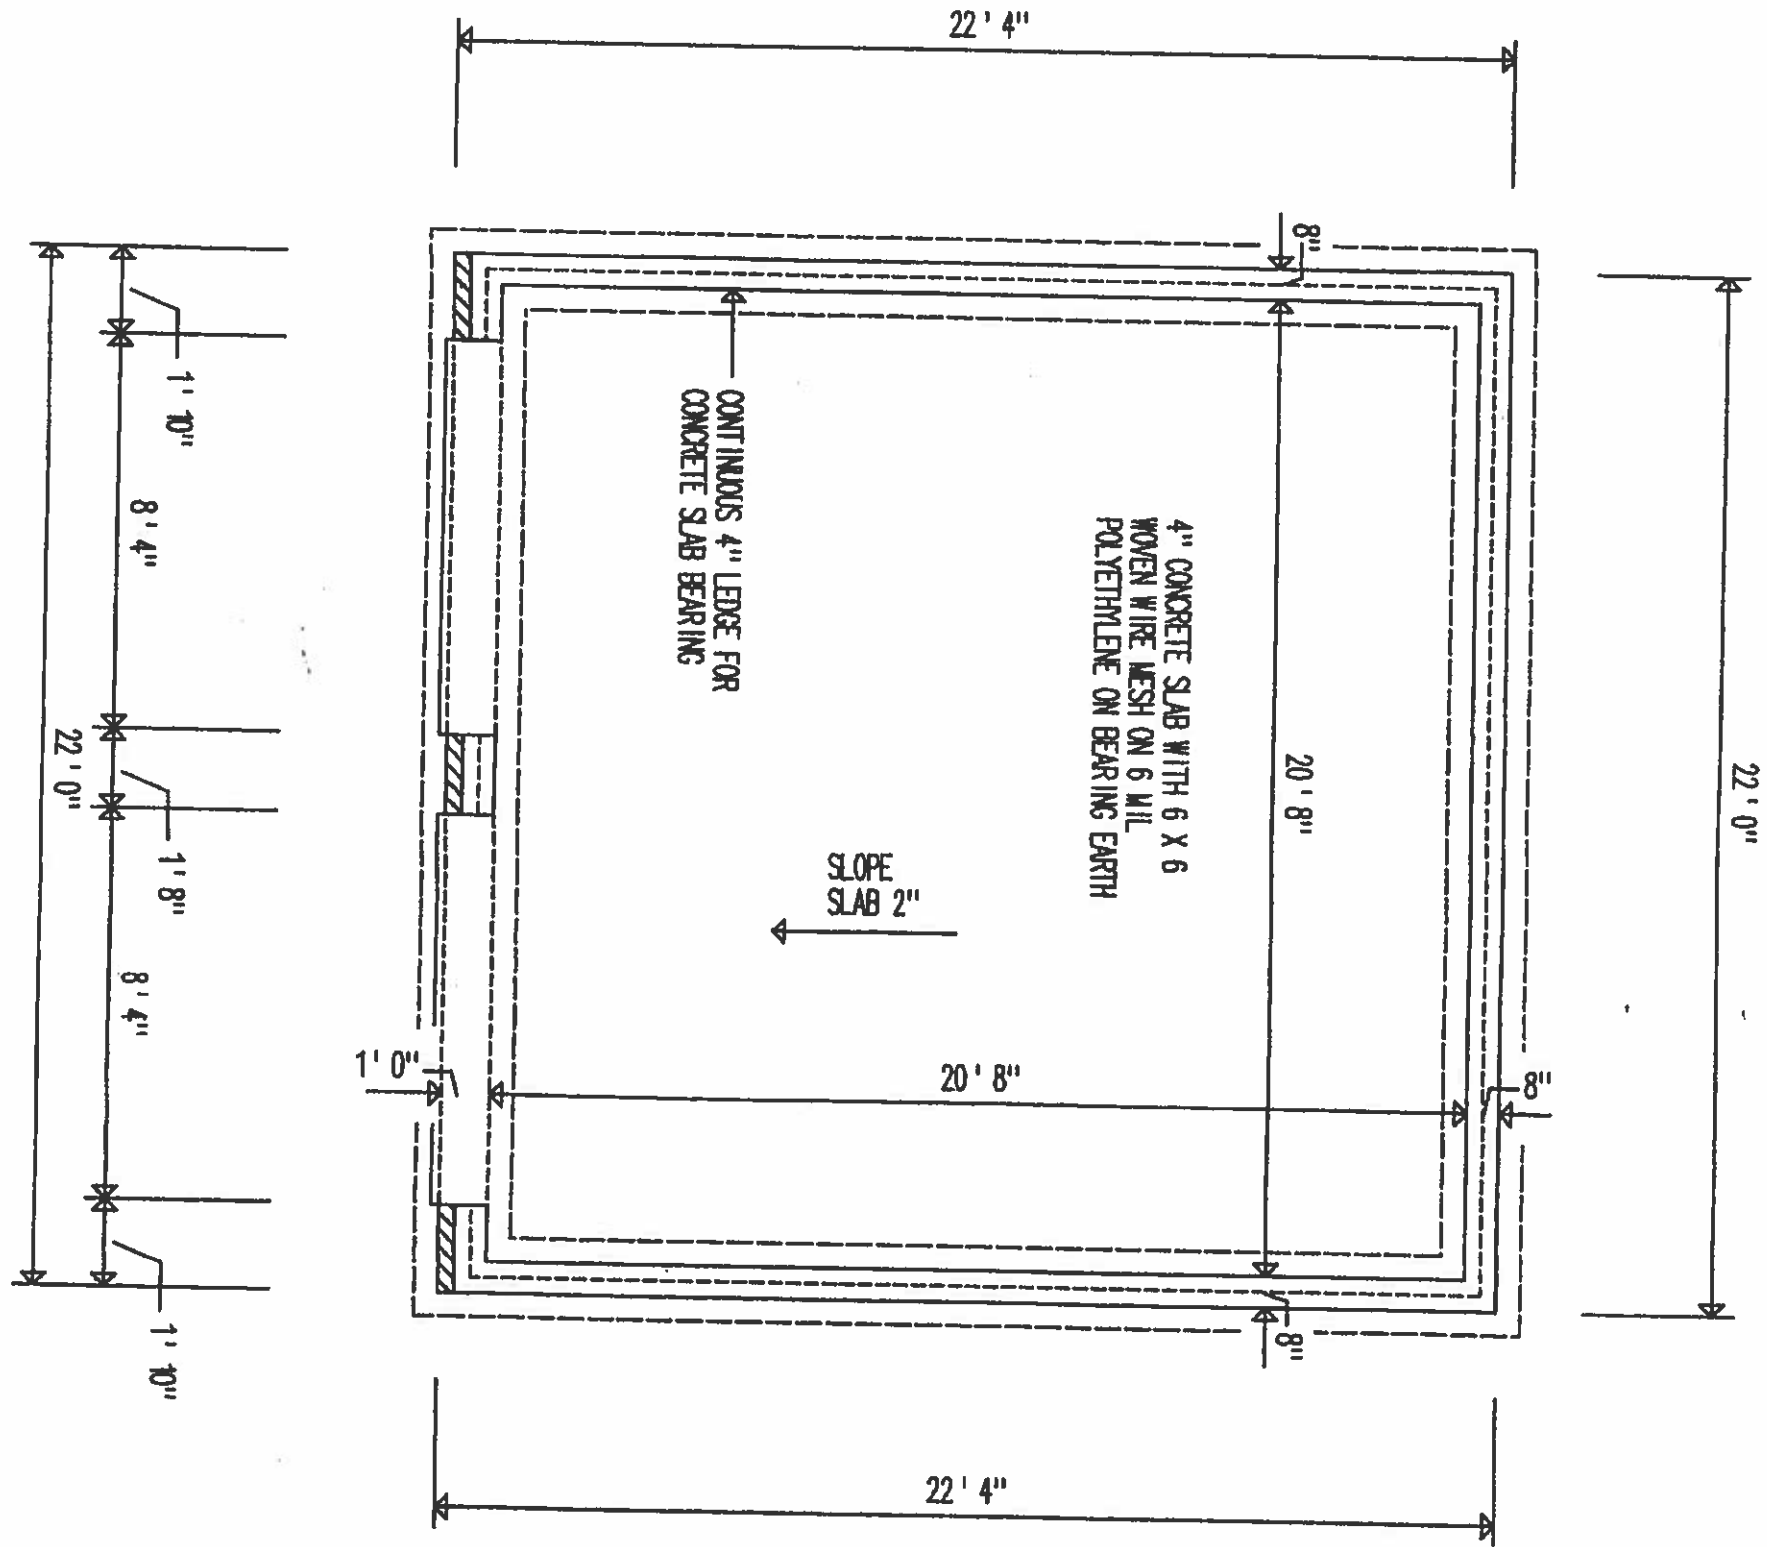 22' 4"
8"
22' 0"
1' 10"
8' 4"
CONTINUOUS 4" LEDGE FOR
CONCRETE SLAB BEARING
4" CONCRETE SLAB WITH 6 X 6
WOVEN WIRE MESH ON 6 MIL
POLYETHYLENE ON BEARING EARTH
20' 8"
22' 0"
1' 8"
SLOPE
SLAB 2"
8' 4"
1' 0"
20' 8"
8"
1' 10"
8"
22' 4"